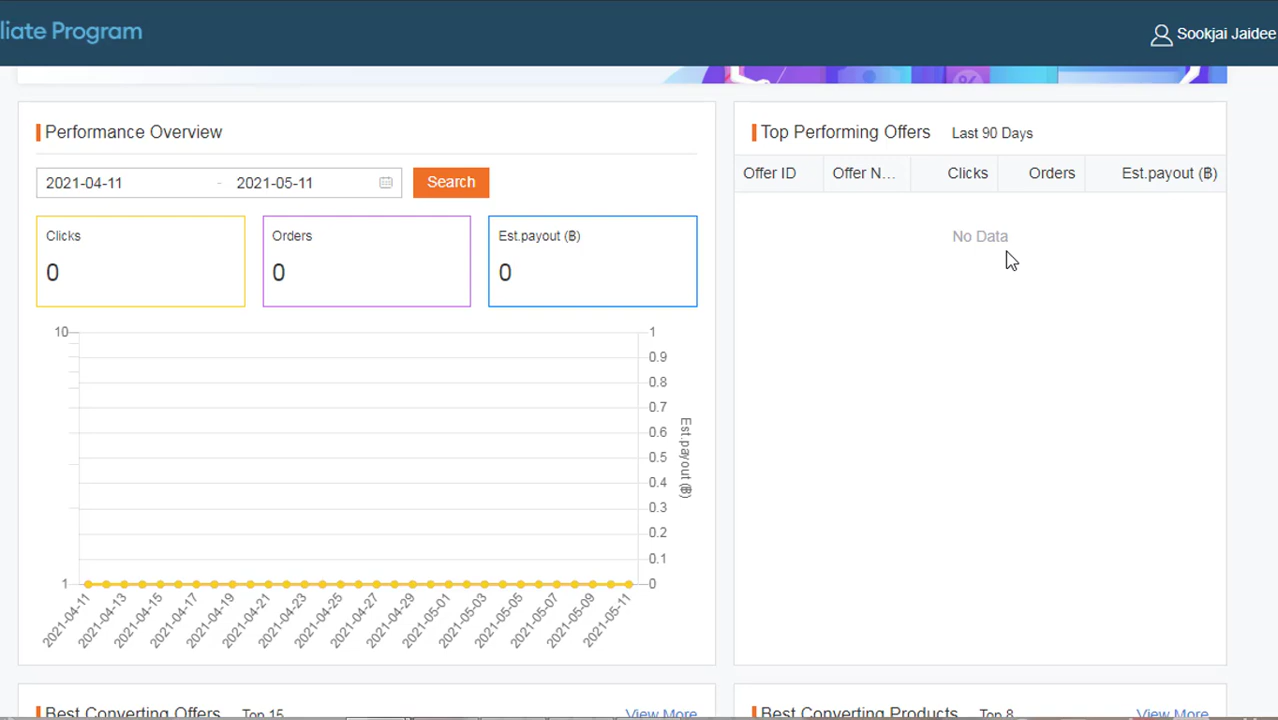 liate Program
Sookjai Jaidee
%
Performance Overview
2021-04-11 - 2021-05-11
Search
Clicks
0
Orders
0
Est.payout (฿)
0
10
1
1
0.9
0.8
0.7
0.6
0.5
0.4
0.3
0.2
0.1
0
Est.payout (฿)
2021-04-11
2021-04-13
2021-04-15
2021-04-17
2021-04-19
2021-04-21
2021-04-23
2021-04-25
2021-04-27
2021-04-29
2021-05-01
2021-05-03
2021-05-05
2021-05-07
2021-05-09
2021-05-11
Top Performing Offers Last 90 Days
Offer ID Offer N... Clicks Orders Est.payout (฿)
No Data
Best Converting Offers Top 15 View More
Best Converting Products Top 8 View More